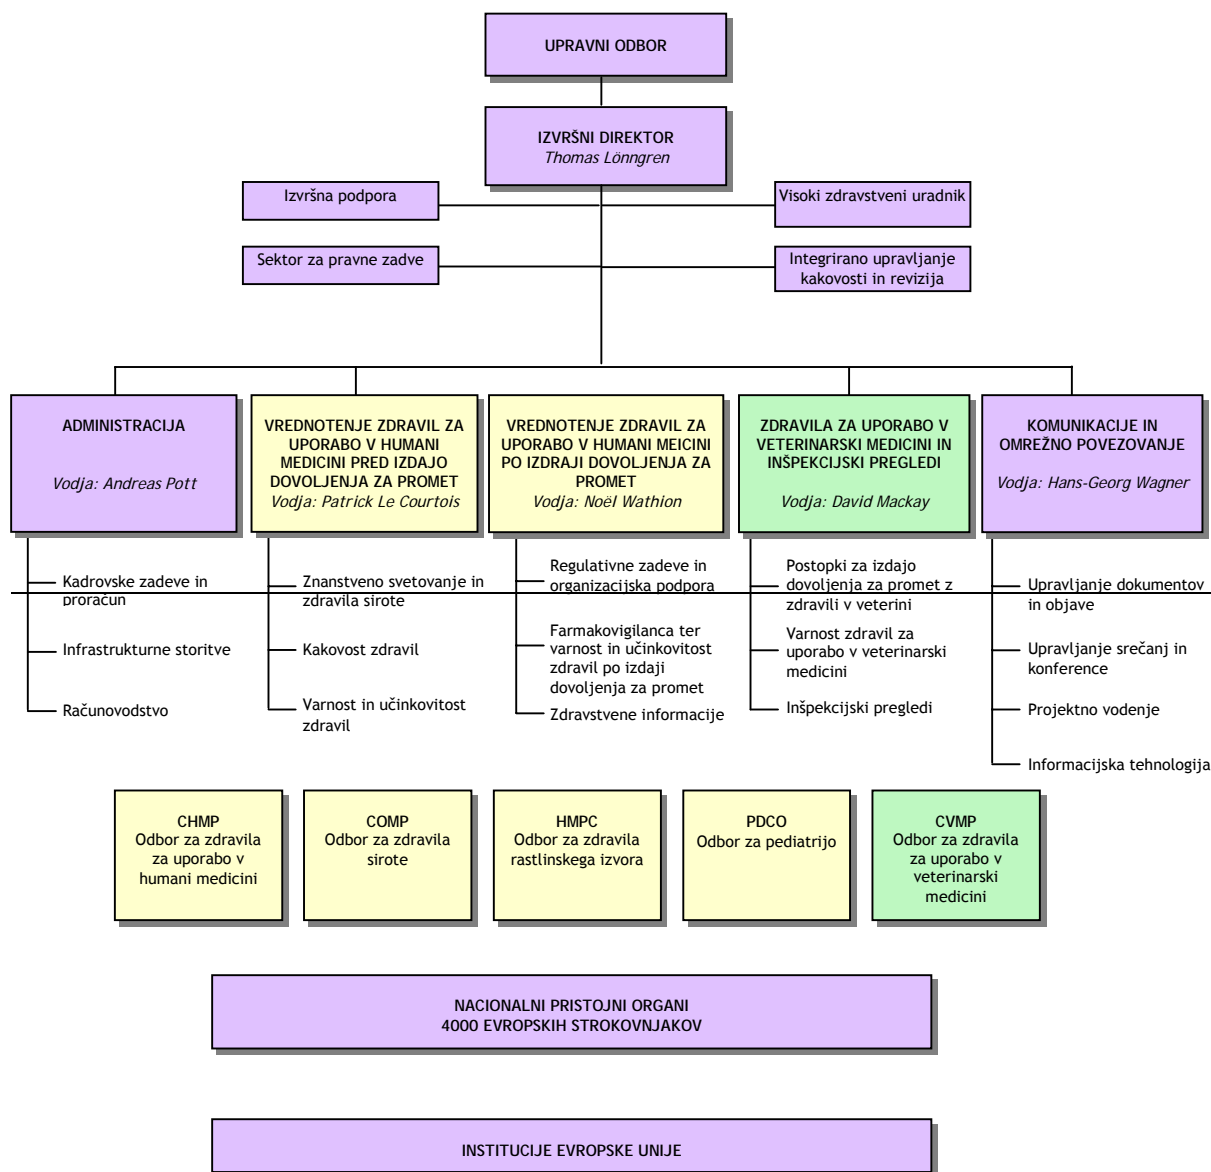 UPRAVNI ODBOR
IZVRŠNI DIREKTOR
Thomas Lönngren
Izvršna podpora
Visoki zdravstveni uradnik
Sektor za pravne zadve
Integrirano upravljanje
kakovosti in revizija
ADMINISTRACIJA
Vodja: Andreas Pott
VREDNOTENJE ZDRAVIL ZA
UPORABO V HUMANI
MEDICINI PRED IZDAJO
DOVOLJENJA ZA PROMET
Vodja: Patrick Le Courtois
VREDNOTENJE ZDRAVIL ZA
UPORABO V HUMANI MEICINI
PO IZDRAJI DOVOLJENJA ZA
PROMET
Vodja: Noël Wathion
ZDRAVILA ZA UPORABO V
VETERINARSKI MEDICINI IN
INŠPEKCIJSKI PREGLEDI
Vodja: David Mackay
KOMUNIKACIJE IN
OMREŽNO POVEZOVANJE
Vodja: Hans-Georg Wagner
Kadrovske zadeve in
proračun
Infrastrukturne storitve
Računovodstvo
Znanstveno svetovanje in
zdravila sirote
Kakovost zdravil
Varnost in učinkovitost
zdravil
Regulativne zadeve in
organizacijska podpora
Farmakovigilanca ter
varnost in učinkovitost
zdravil po izdaji
dovoljenja za promet
Zdravstvene informacije
Postopki za izdajo
dovoljenja za promet z
zdravili v veterini
Varnost zdravil za
uporabo v veterinarski
medicini
Inšpekcijski pregledi
Upravljanje dokumentov
in objave
Upravljanje srečanj in
konference
Projektno vodenje
Informacijska tehnologija
CHMP
Odbor za zdravila
za uporabo v
humani medicini
COMP
Odbor za zdravila
sirote
HMPC
Odbor za zdravila
rastlinskega izvora
PDCO
Odbor za pediatrijo
CVMP
Odbor za zdravila
za uporabo v
veterinarski
medicini
NACIONALNI PRISTOJNI ORGANI
4000 EVROPSKIH STROKOVNJAKOV
INSTITUCIJE EVROPSKE UNIJE